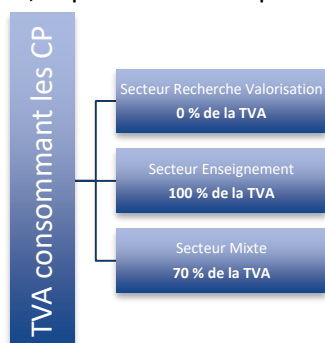 TVA consommant les CP
Secteur Recherche Valorisation
0 % de la TVA
Secteur Enseignement
100 % de la TVA
Secteur Mixte
70 % de la TVA